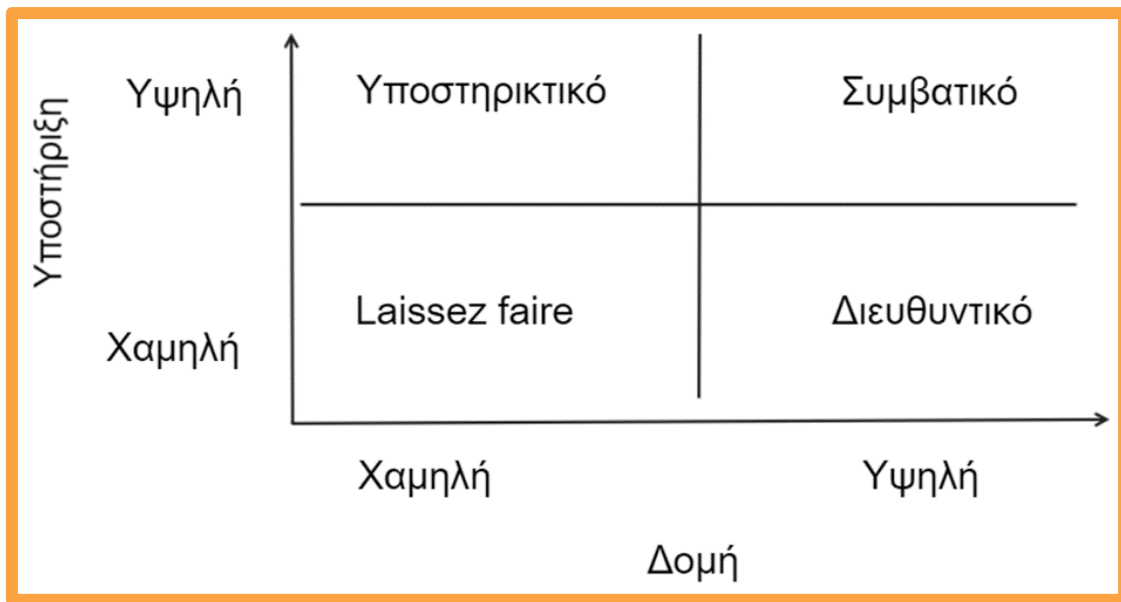 Υποστήριξη
Υψηλή
Υποστηρικτικό
Συμβατικό
Χαμηλή
Laissez faire
Διευθυντικό
Χαμηλή
Υψηλή
Δομή